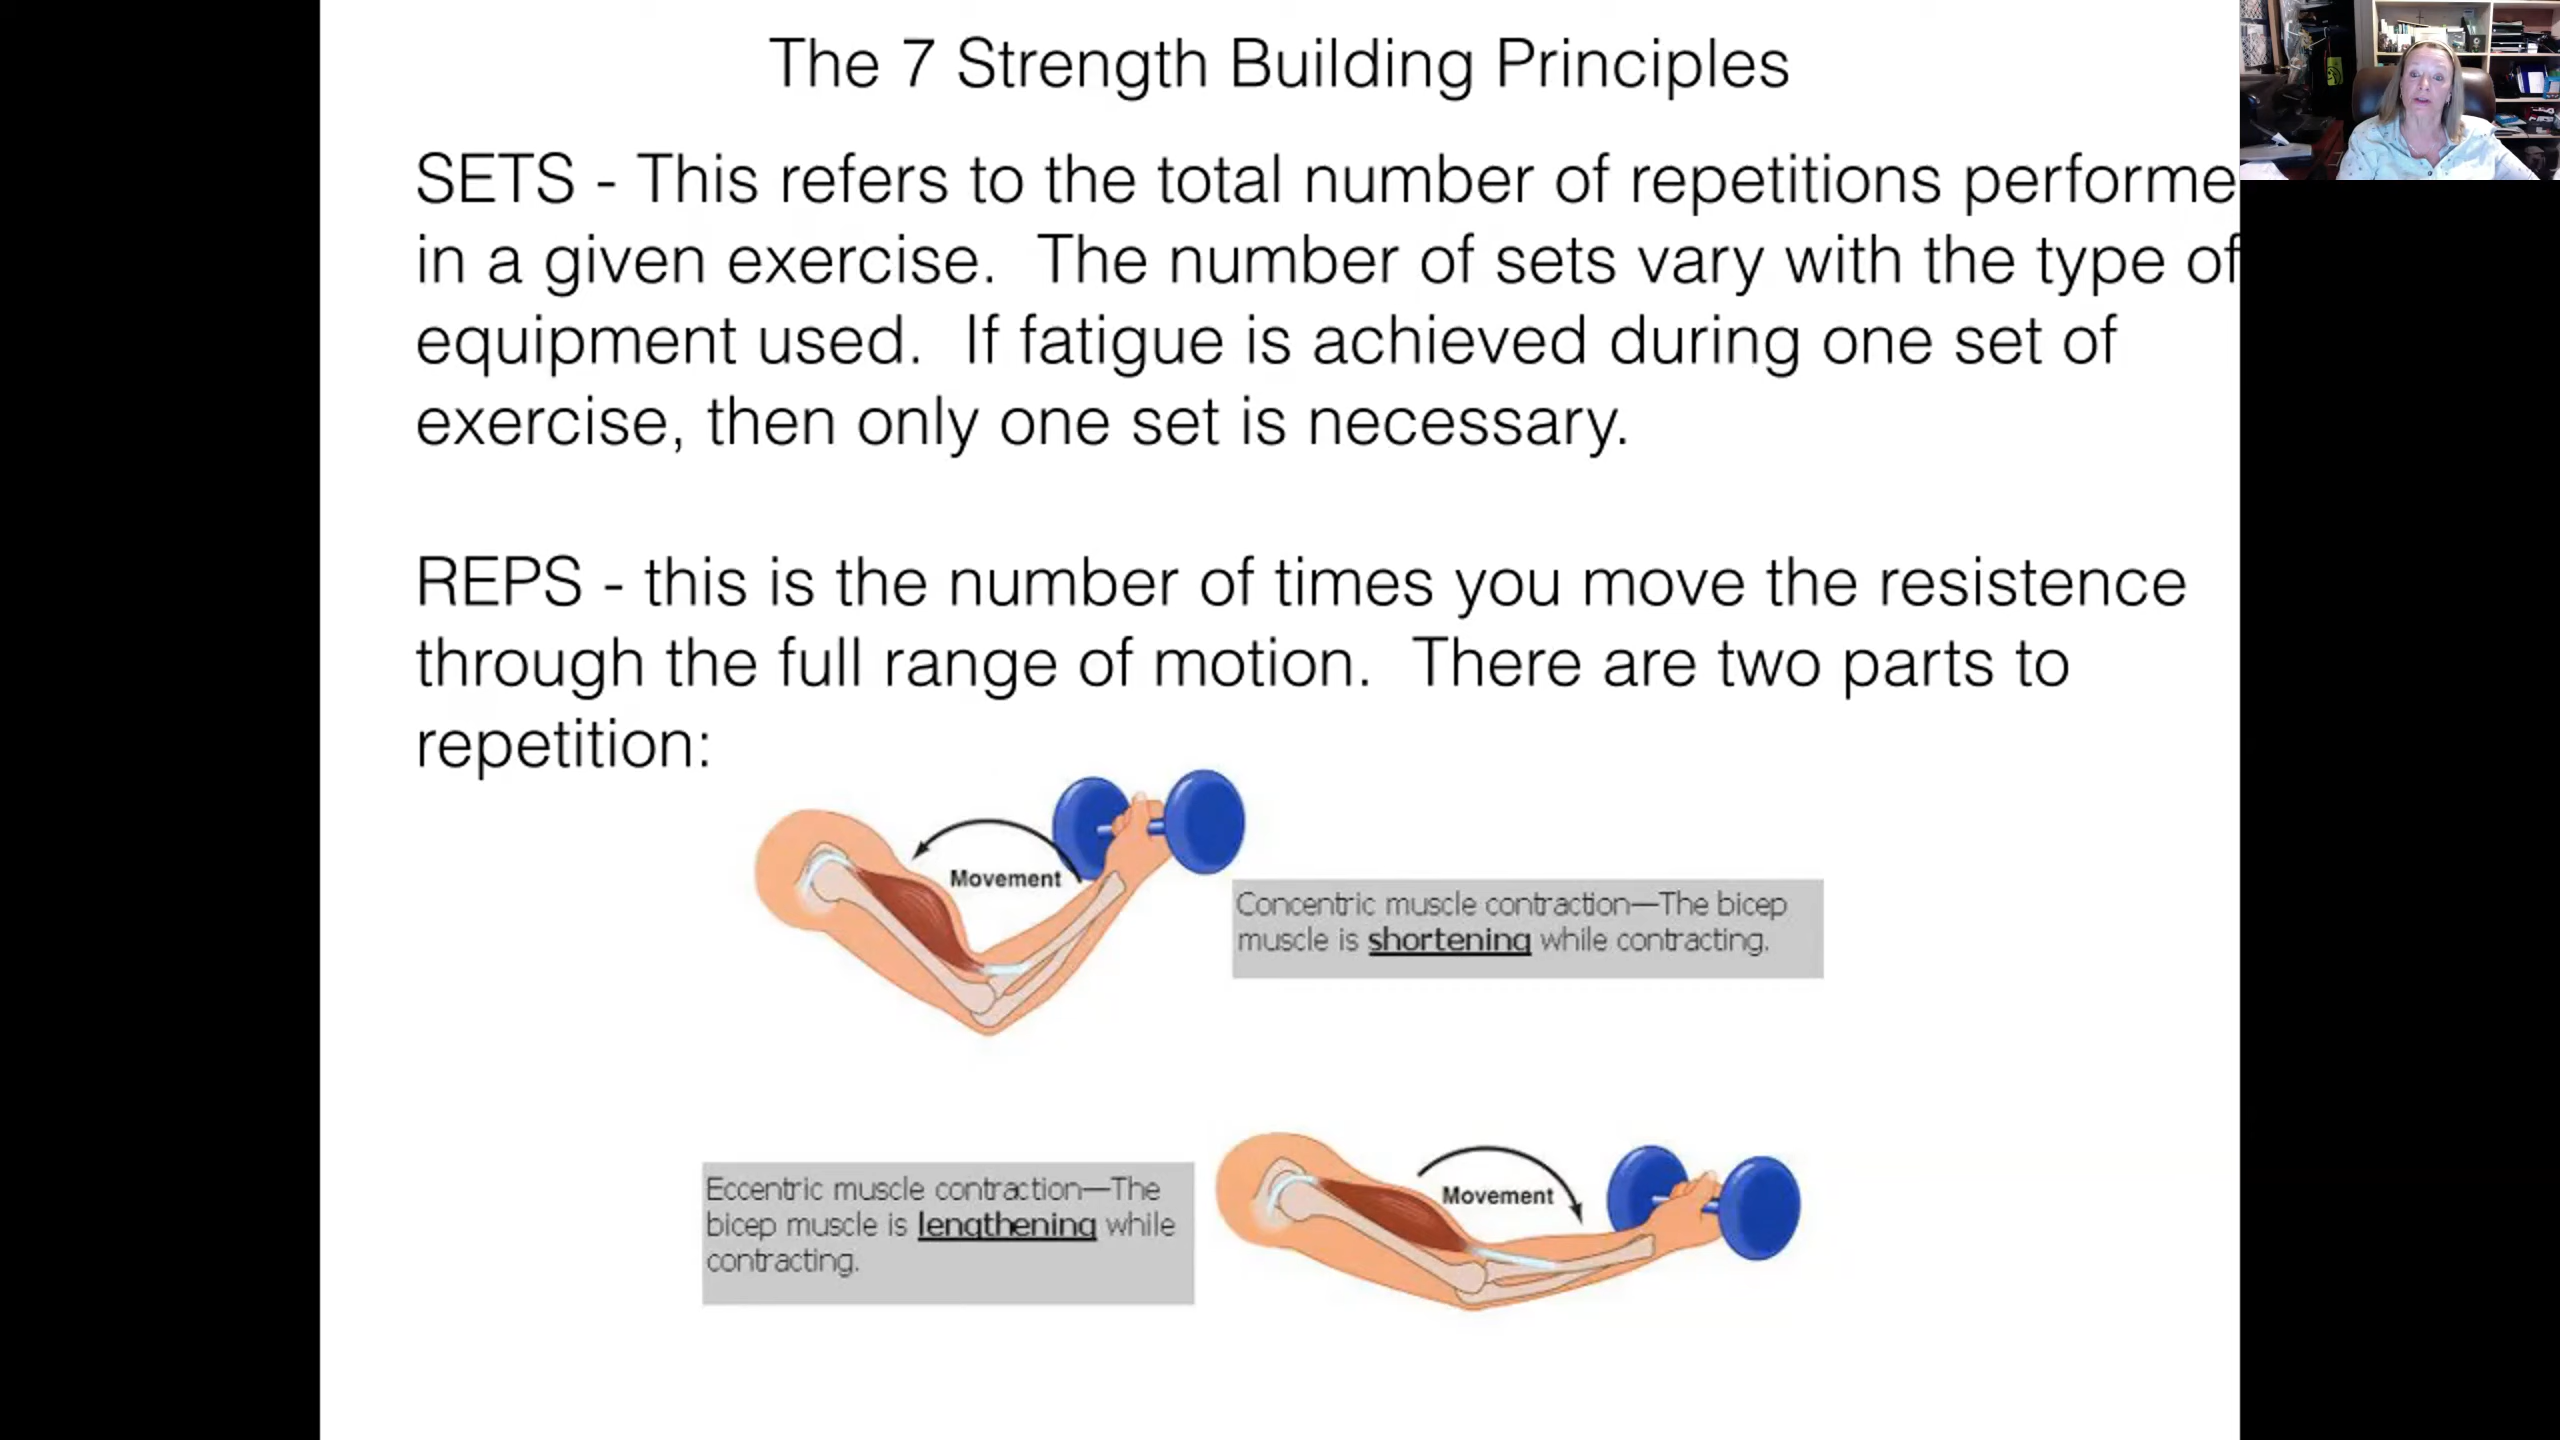 The 7 Strength Building Principles
SETS - This refers to the total number of repetitions performe
in a given exercise.  The number of sets vary with the type of
equipment used.  If fatigue is achieved during one set of
exercise, then only one set is necessary.
REPS - this is the number of times you move the resistence
through the full range of motion.  There are two parts to
repetition:
Movement
Concentric muscle contraction—The bicep
muscle is shortening while contracting.
Eccentric muscle contraction—The
bicep muscle is lengthening while
contracting.
Movement